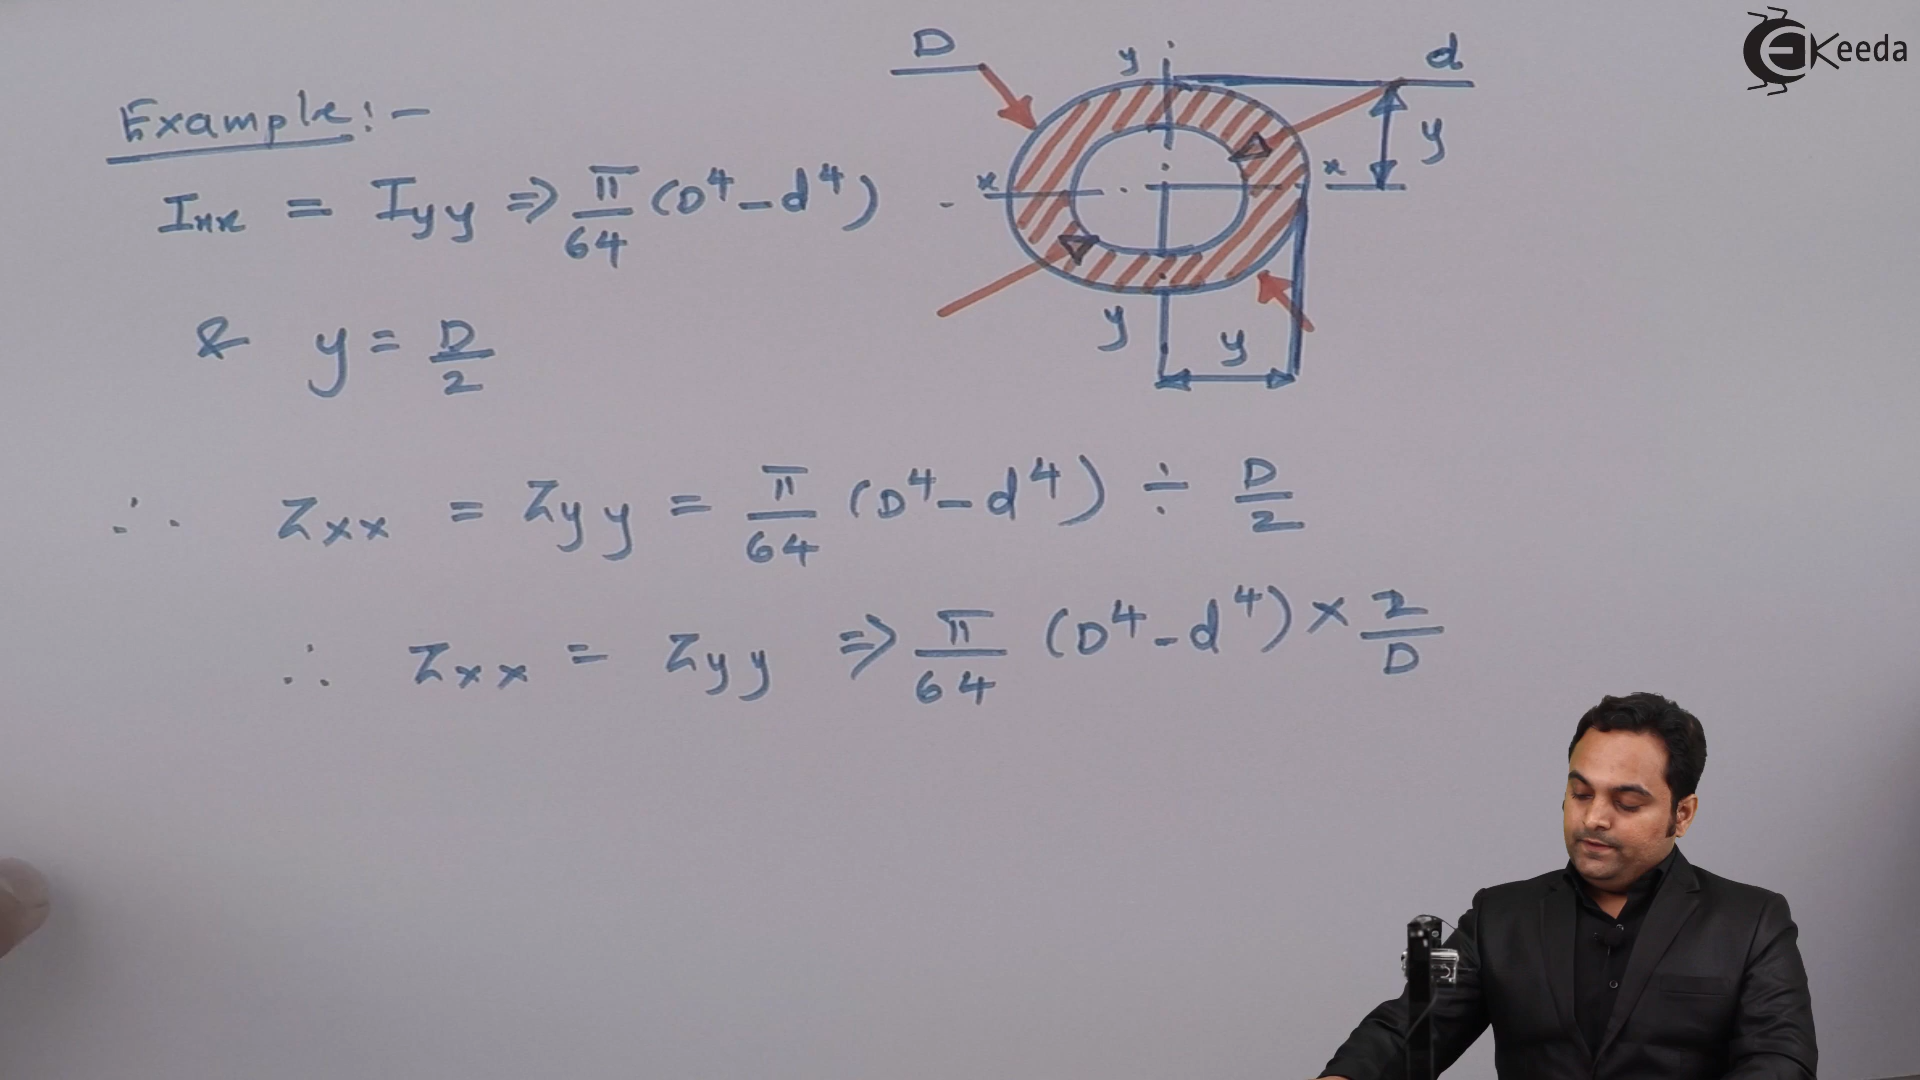 Ekeeda
D
y
d
Example:-
y
x
x
Ixx = Iyy ⇒ π/64 (D⁴-d⁴)
y
y
& y = D/2
∴ Zxx = Zyy = π/64 (D⁴-d⁴) ÷ D/2
∴ Zxx = Zyy ⇒ π/64 (D⁴-d⁴) × 2/D